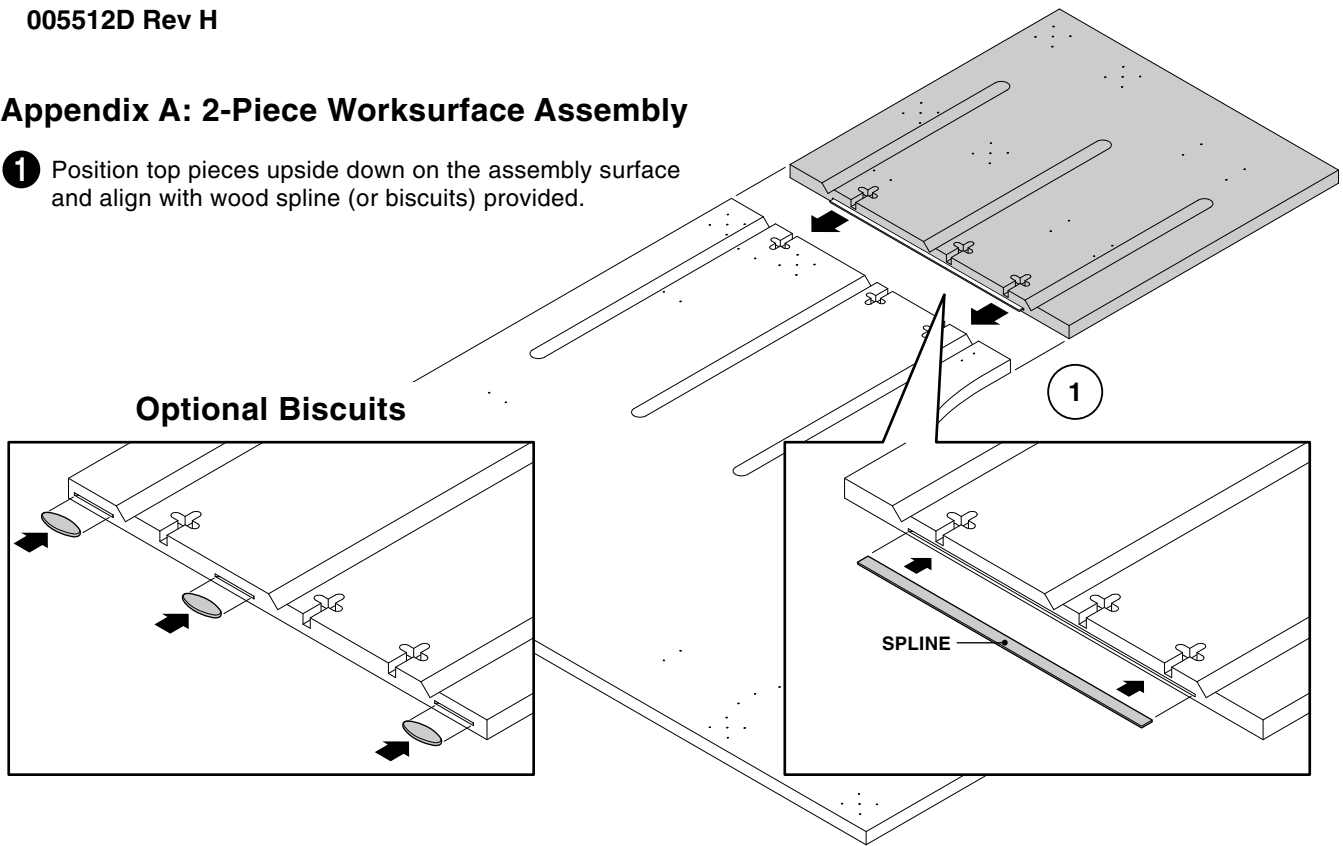 005512D Rev H
Appendix A: 2-Piece Worksurface Assembly
1 Position top pieces upside down on the assembly surface
and align with wood spline (or biscuits) provided.
1
Optional Biscuits
SPLINE